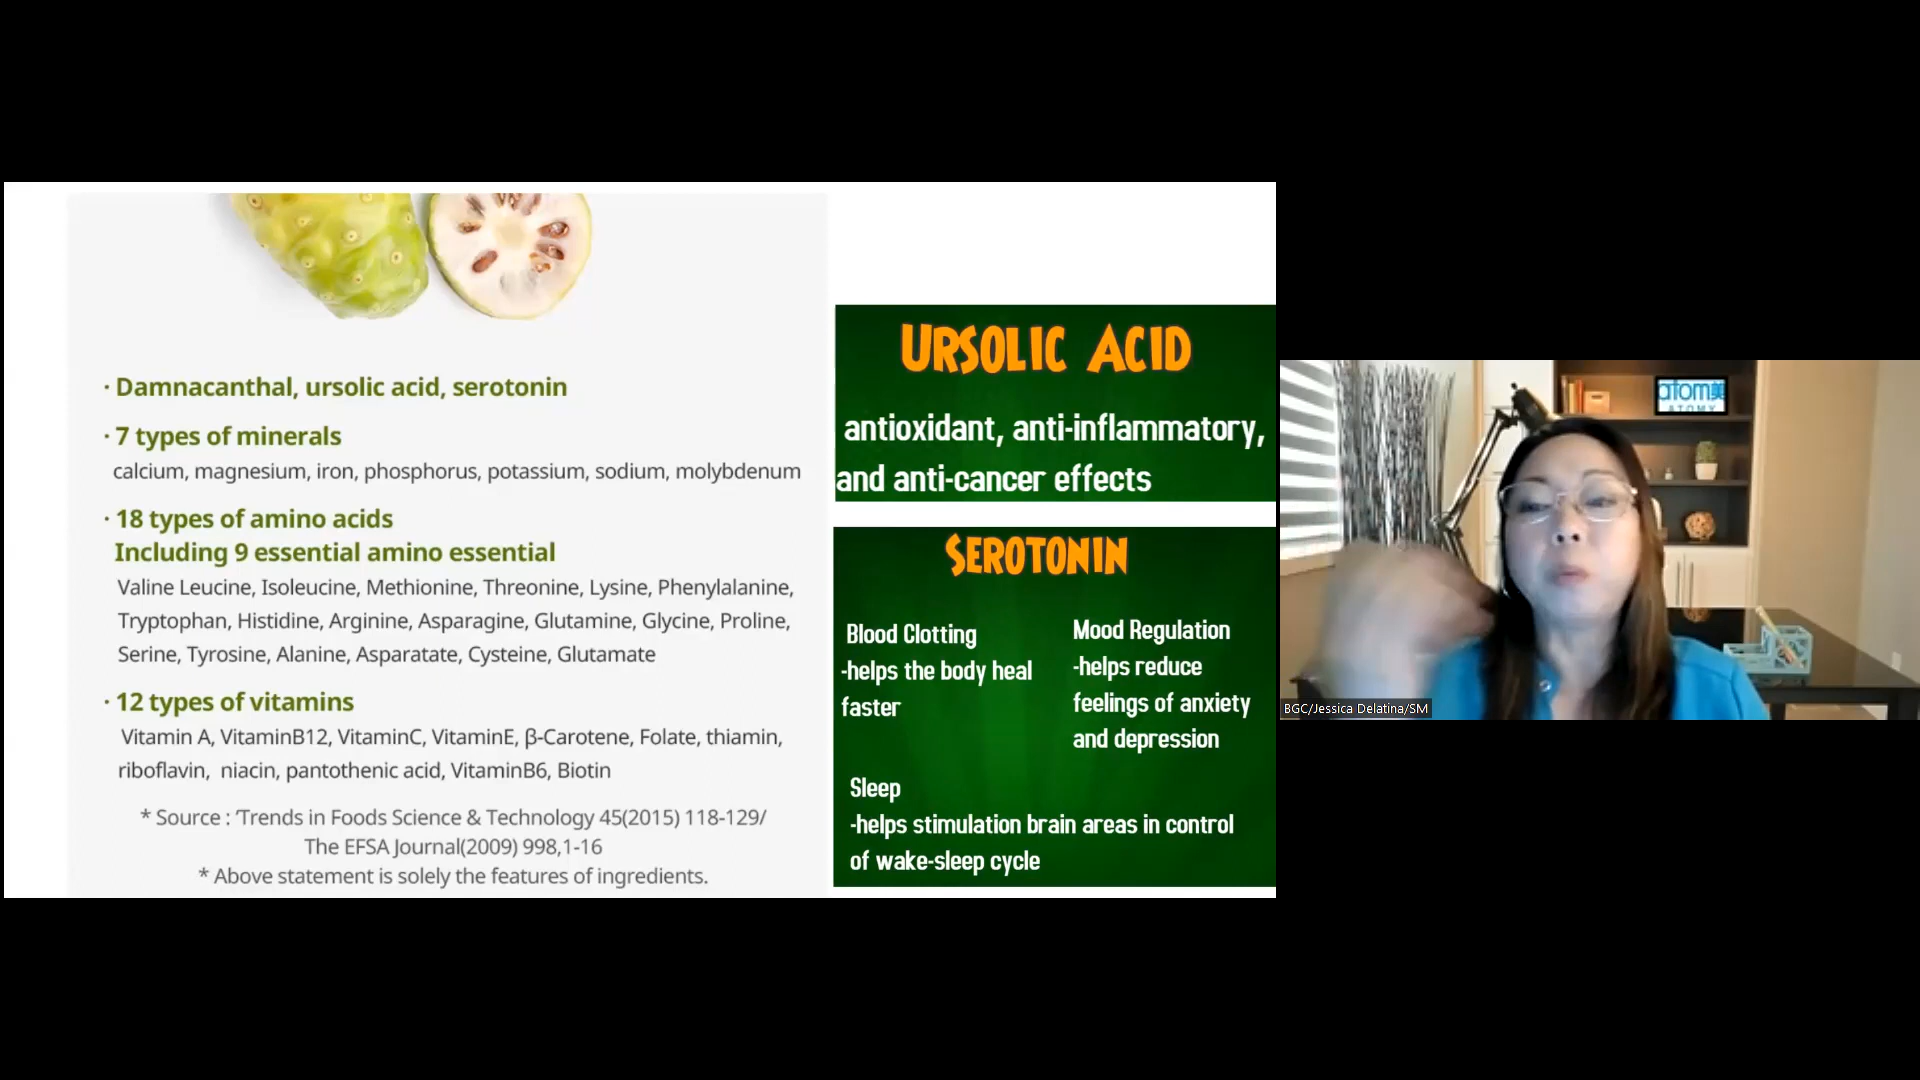 · Damnacanthal, ursolic acid, serotonin
· 7 types of minerals
calcium, magnesium, iron, phosphorus, potassium, sodium, molybdenum
· 18 types of amino acids
Including 9 essential amino essential
Valine Leucine, Isoleucine, Methionine, Threonine, Lysine, Phenylalanine,
Tryptophan, Histidine, Arginine, Asparagine, Glutamine, Glycine, Proline,
Serine, Tyrosine, Alanine, Asparatate, Cysteine, Glutamate
· 12 types of vitamins
Vitamin A, VitaminB12, VitaminC, VitaminE, β-Carotene, Folate, thiamin,
riboflavin, niacin, pantothenic acid, VitaminB6, Biotin
* Source : 'Trends in Foods Science & Technology 45(2015) 118-129/
The EFSA Journal(2009) 998,1-16
* Above statement is solely the features of ingredients.
URSOLIC ACID
antioxidant, anti-inflammatory,
and anti-cancer effects
SEROTONIN
Blood Clotting
-helps the body heal
faster
Mood Regulation
-helps reduce
feelings of anxiety
and depression
Sleep
-helps stimulation brain areas in control
of wake-sleep cycle
atom美
ATOMY
BGC/Jessica Delatina/SM